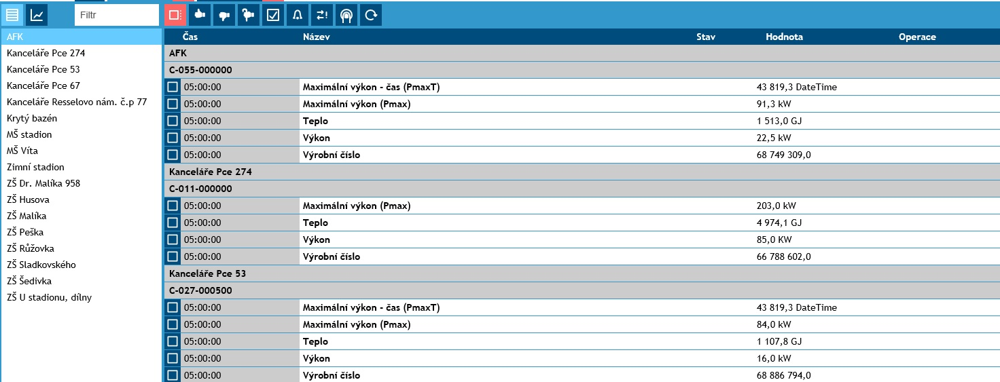 Filtr
AFK
Kanceláře Pce 274
Kanceláře Pce 53
Kanceláře Pce 67
Kanceláře Resselovo nám. č.p 77
Krytý bazén
MŠ stadion
MŠ Víta
Zimní stadion
ZŠ Dr. Malíka 958
ZŠ Husova
ZŠ Malíka
ZŠ Peška
ZŠ Růžovka
ZŠ Sladkovského
ZŠ Šedivka
ZŠ U stadionu, dílny
Čas Název Stav Hodnota Operace
AFK
C-055-000000
05:00:00 Maximální výkon - čas (PmaxT) 43 819,3 DateTime
05:00:00 Maximální výkon (Pmax) 91,3 kW
05:00:00 Teplo 1 513,0 GJ
05:00:00 Výkon 22,5 kW
05:00:00 Výrobní číslo 68 749 309,0
Kanceláře Pce 274
C-011-000000
05:00:00 Maximální výkon (Pmax) 203,0 kW
05:00:00 Teplo 4 974,1 GJ
05:00:00 Výkon 85,0 KW
05:00:00 Výrobní číslo 66 788 602,0
Kanceláře Pce 53
C-027-000500
05:00:00 Maximální výkon - čas (PmaxT) 43 819,3 DateTime
05:00:00 Maximální výkon (Pmax) 84,0 kW
05:00:00 Teplo 1 107,8 GJ
05:00:00 Výkon 16,0 kW
05:00:00 Výrobní číslo 68 886 794,0